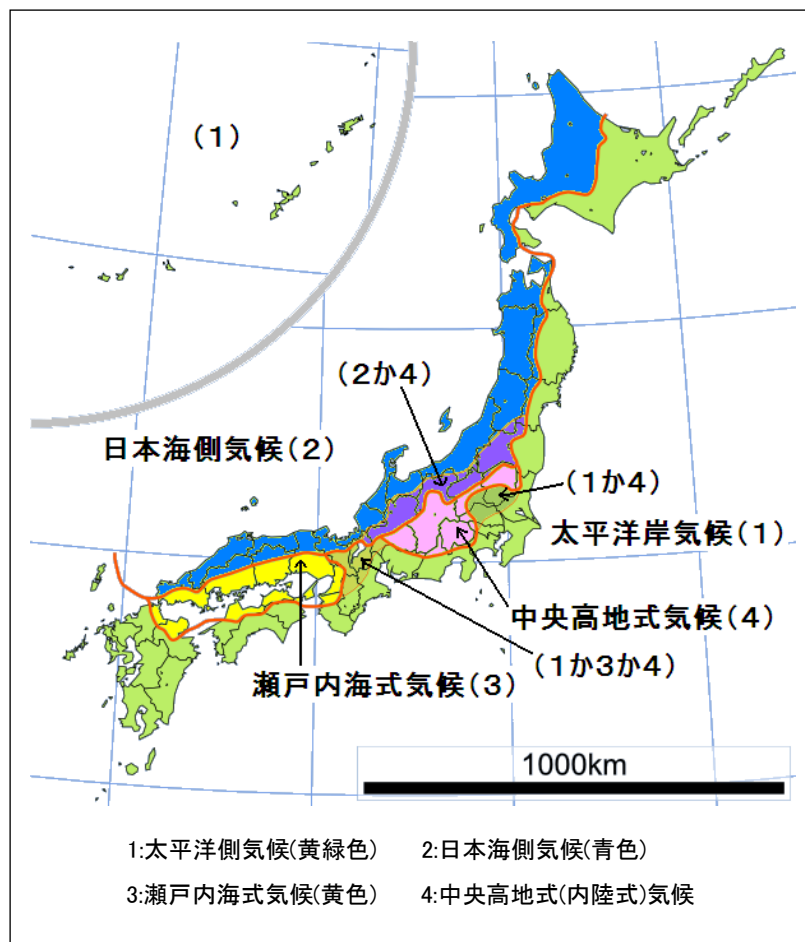 (1)
(2か4)
日本海側気候(2)
(1か4)
太平洋岸気候(1)
中央高地式気候(4)
(1か3か4)
瀬戸内海式気候(3)
1000km
1:太平洋側気候(黄緑色) 2:日本海側気候(青色)
3:瀬戸内海式気候(黄色) 4:中央高地式(内陸式)気候